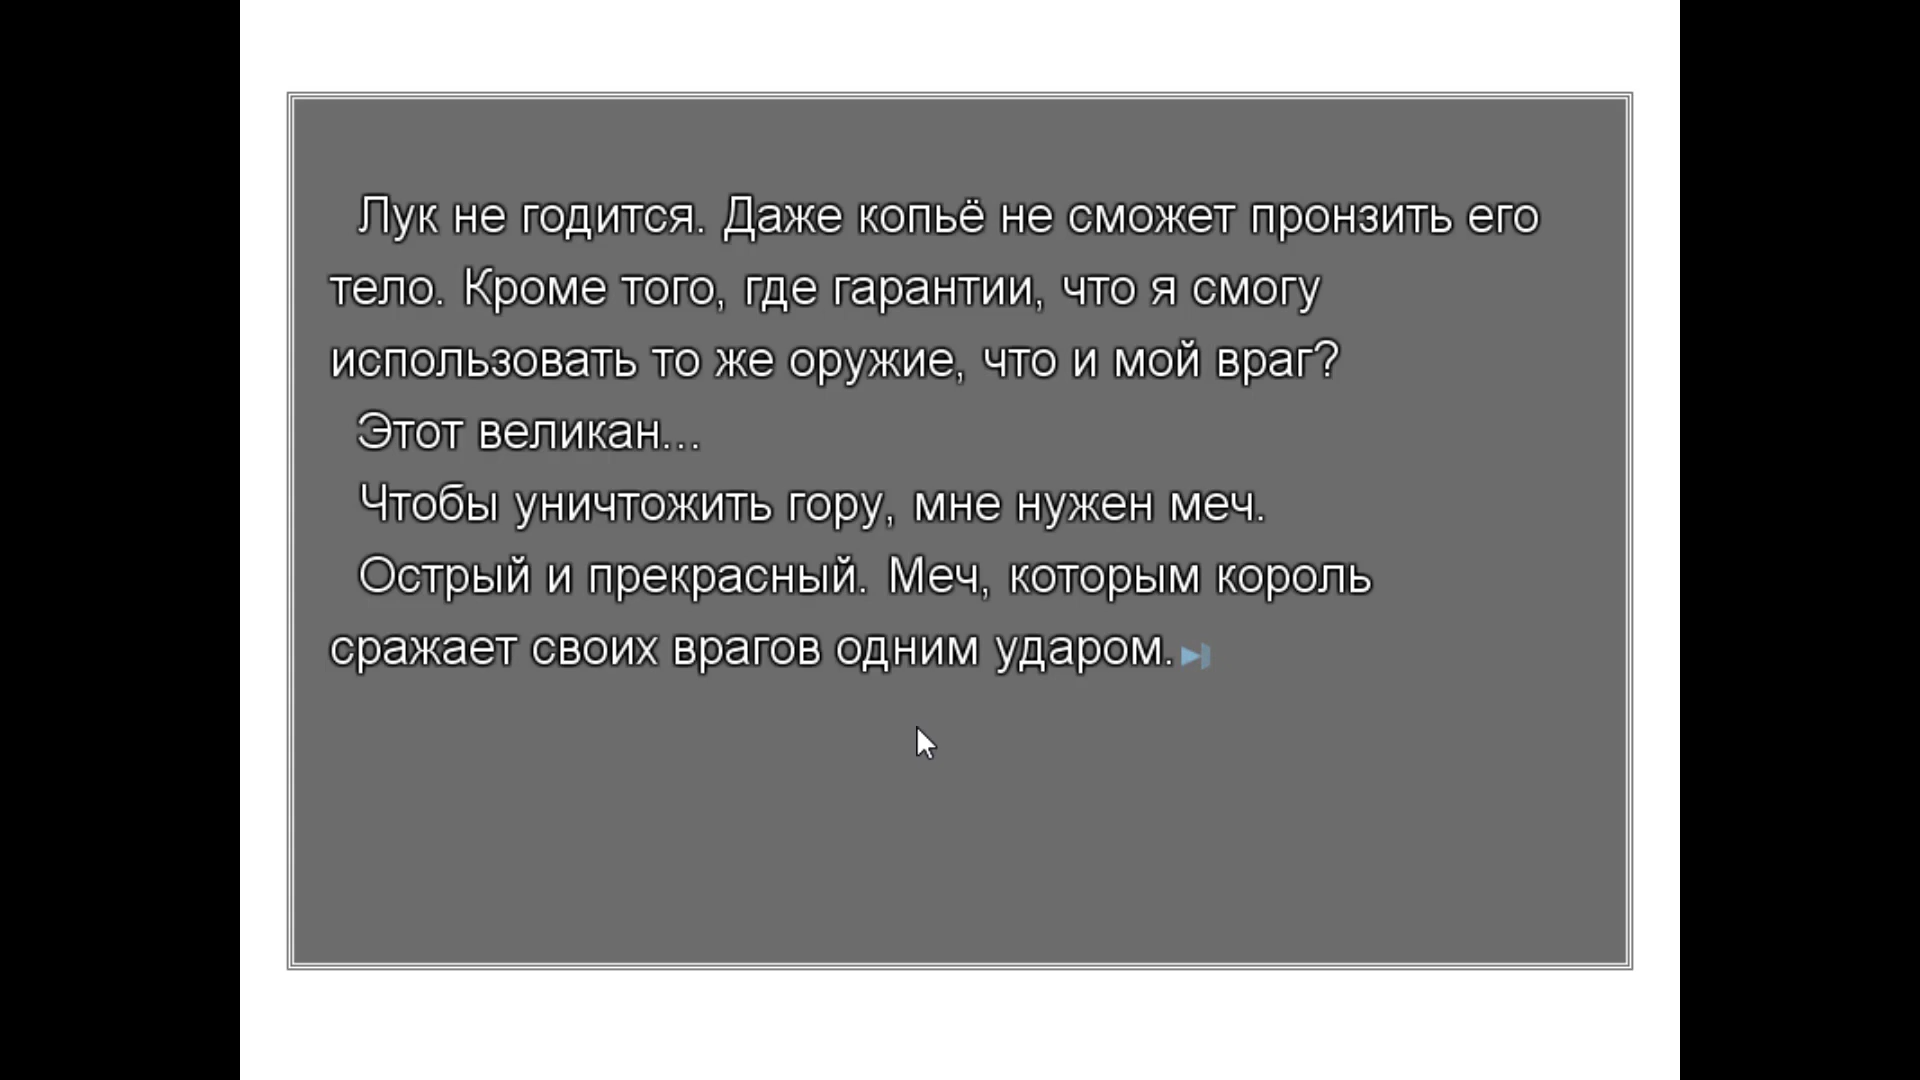 Лук не годится. Даже копьё не сможет пронзить его
тело. Кроме того, где гарантии, что я смогу
использовать то же оружие, что и мой враг?
Этот великан...
Чтобы уничтожить гору, мне нужен меч.
Острый и прекрасный. Меч, которым король
сражает своих врагов одним ударом.